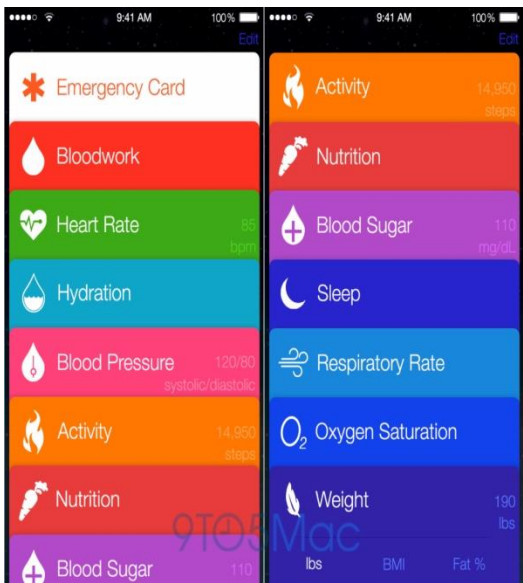 9:41 AM
100%
Edit
Emergency Card
Bloodwork
Heart Rate
85
bpm
Hydration
Blood Pressure
120/80
systolic/diastolic
Activity
14,950
steps
Nutrition
Blood Sugar
110
9:41 AM
100%
Edit
Activity
14,950
steps
Nutrition
Blood Sugar
110
mg/dL
Sleep
Respiratory Rate
O2 Oxygen Saturation
Weight
190
lbs
lbs BMI Fat %
9TO5Mac